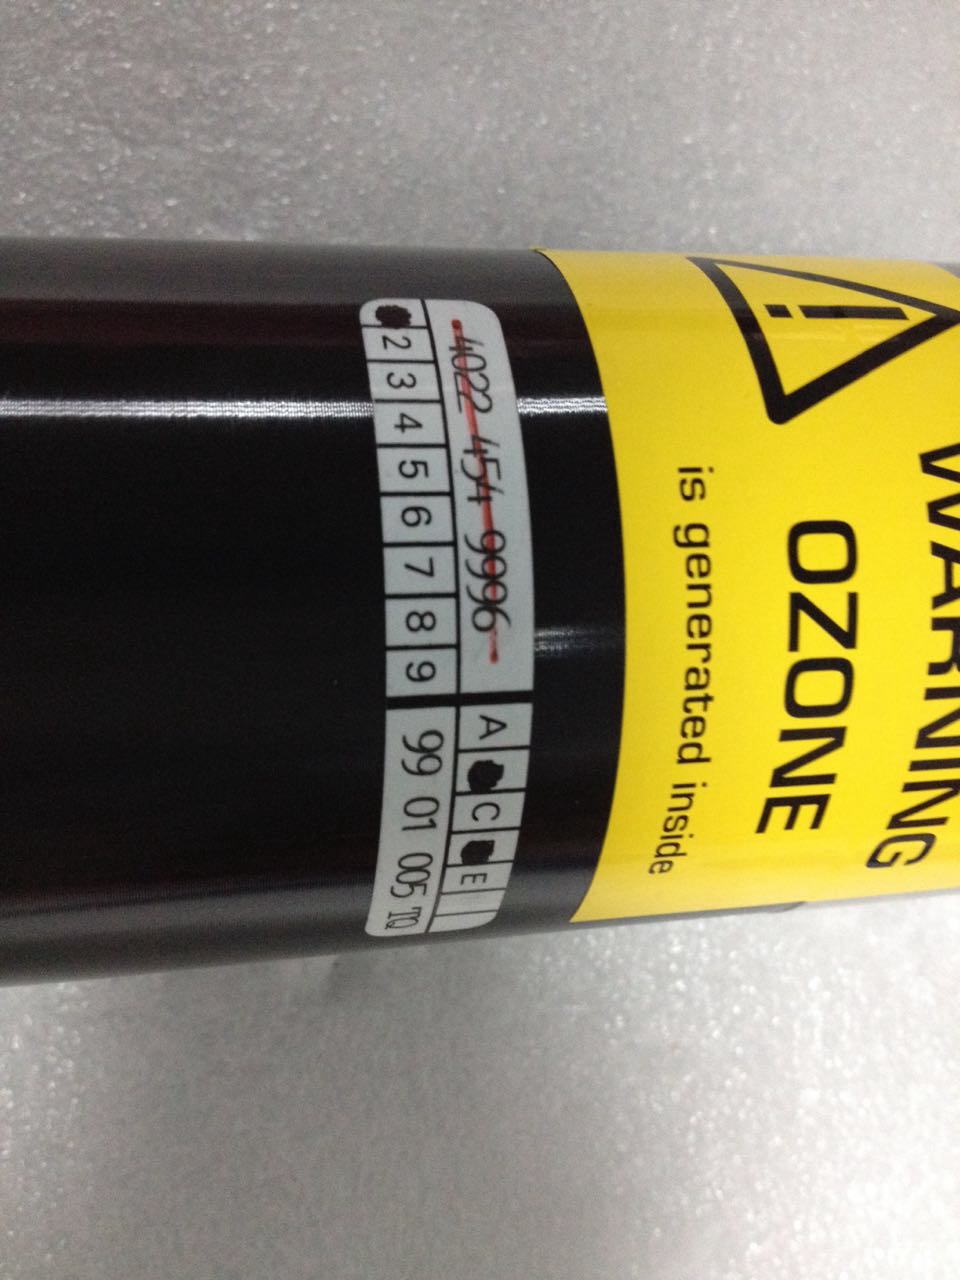 WARNING
OZONE
is generated inside
4022 454 9996
A C E
2 3 4 5 6 7 8 9
99 01 005 TQ